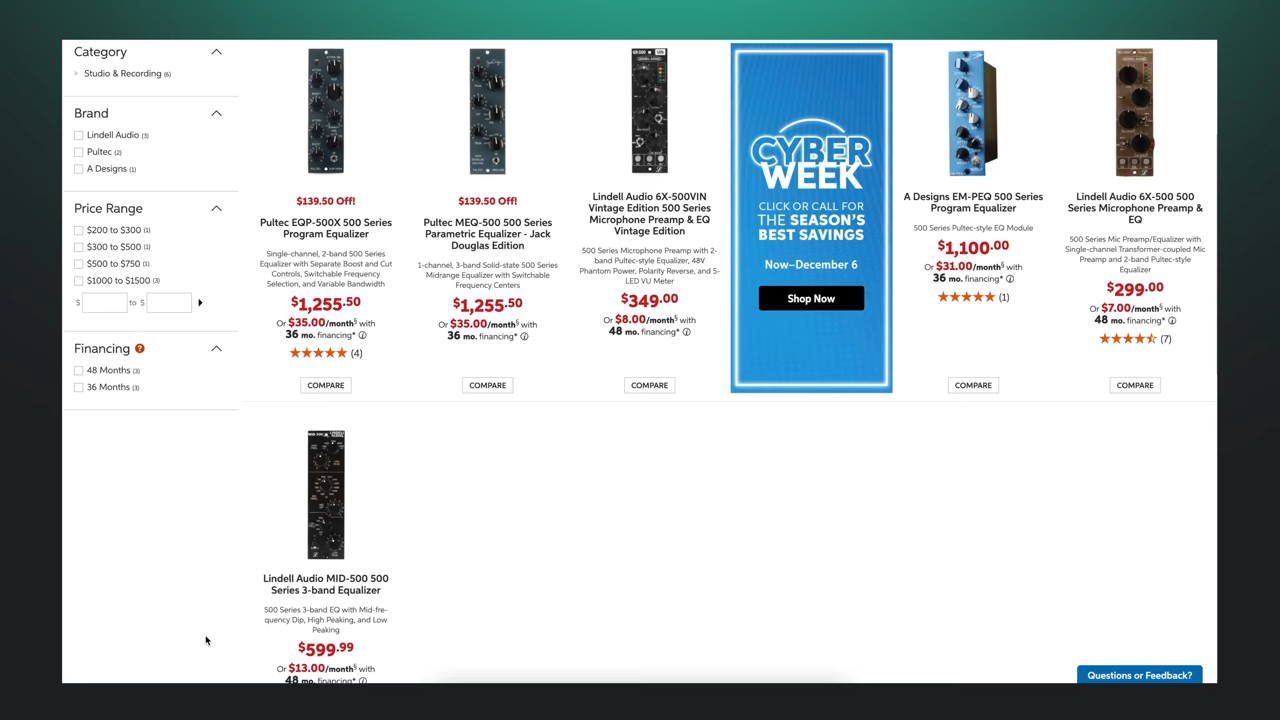 Category
Studio & Recording (6)
Brand
Lindell Audio (3)
Pultec (2)
A Designs (1)
Price Range
$200 to $300 (1)
$300 to $500 (1)
$500 to $750 (1)
$1000 to $1500 (3)
$ to $
Financing ?
48 Months (3)
36 Months (3)
$139.50 Off!
Pultec EQP-500X 500 Series
Program Equalizer
Single-channel, 2-band 500 Series
Equalizer with Separate Boost and Cut
Controls, Switchable Frequency
Selection, and Variable Bandwidth
$1,255.50
Or $35.00/month§ with
36 mo. financing*
(4)
COMPARE
$139.50 Off!
Pultec MEQ-500 500 Series
Parametric Equalizer - Jack
Douglas Edition
1-channel, 3-band Solid-state 500 Series
Midrange Equalizer with Switchable
Frequency Centers
$1,255.50
Or $35.00/month§ with
36 mo. financing*
COMPARE
Lindell Audio 6X-500VIN
Vintage Edition 500 Series
Microphone Preamp & EQ
Vintage Edition
500 Series Microphone Preamp with 2-
band Pultec-style Equalizer, 48V
Phantom Power, Polarity Reverse, and 5-
LED VU Meter
$349.00
Or $8.00/month§ with
48 mo. financing*
COMPARE
CYBER
WEEK
CLICK OR CALL FOR
THE SEASON'S
BEST SAVINGS
Now–December 6
Shop Now
A Designs EM-PEQ 500 Series
Program Equalizer
500 Series Pultec-style EQ Module
$1,100.00
Or $31.00/month§ with
36 mo. financing*
(1)
COMPARE
Lindell Audio 6X-500 500
Series Microphone Preamp &
EQ
500 Series Mic Preamp/Equalizer with
Single-channel Transformer-coupled Mic
Preamp and 2-band Pultec-style
Equalizer
$299.00
Or $7.00/month§ with
48 mo. financing*
(7)
COMPARE
Lindell Audio MID-500 500
Series 3-band Equalizer
500 Series 3-band EQ with Mid-fre-
quency Dip, High Peaking, and Low
Peaking
$599.99
Or $13.00/month§ with
48 mo. financing*
Questions or Feedback?